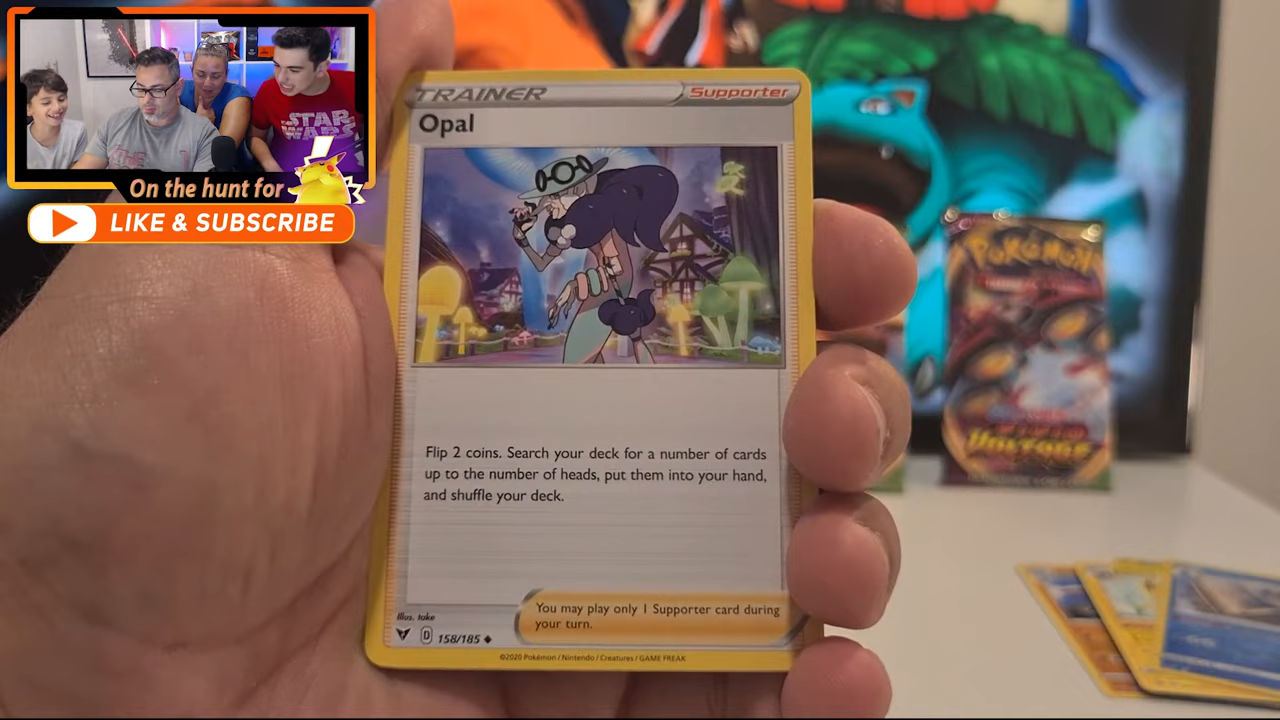 STAR
WARS
On the hunt for
LIKE & SUBSCRIBE
TRAINER
Supporter
Opal
Flip 2 coins. Search your deck for a number of cards
up to the number of heads, put them into your hand,
and shuffle your deck.
You may play only 1 Supporter card during
your turn.
Illus. take
D 158/185
©2020 Pokémon / Nintendo / Creatures / GAME FREAK
POKÉMON
VOLTAGE